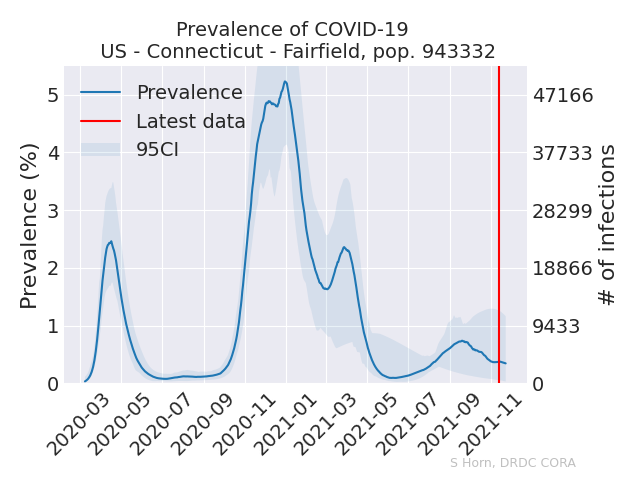 Prevalence of COVID-19
US - Connecticut - Fairfield, pop. 943332
Prevalence (%)
5
4
3
2
1
0
Prevalence
Latest data
95CI
47166
37733
28299
18866
9433
0
# of infections
2020-03
2020-05
2020-07
2020-09
2020-11
2021-01
2021-03
2021-05
2021-07
2021-09
2021-11
S Horn, DRDC CORA